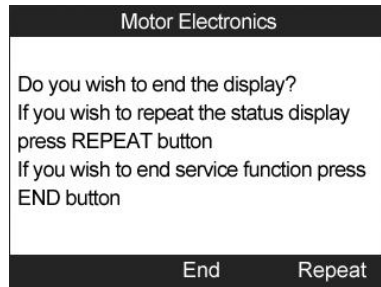 Motor Electronics
Do you wish to end the display?
If you wish to repeat the status display
press REPEAT button
If you wish to end service function press
END button
End Repeat